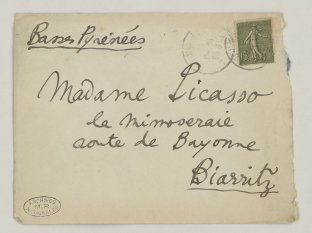 Basses Pyrénées
Madame Picasso
la Mimoseraie
route de Bayonne
Biarritz